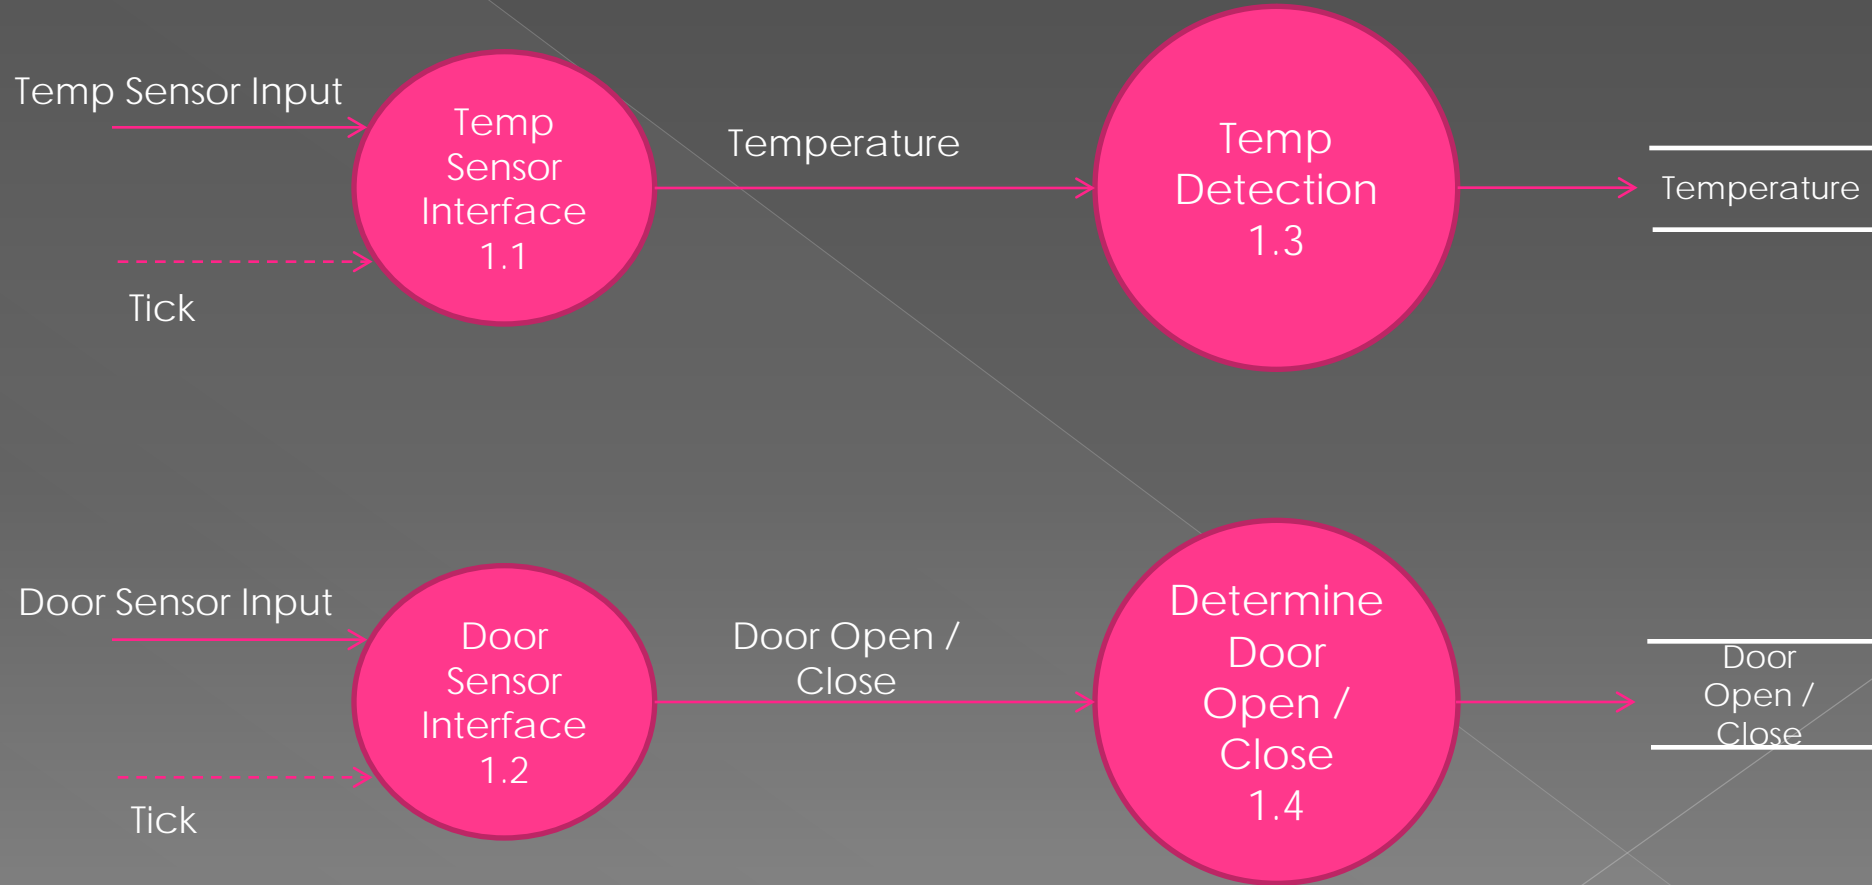 Temp Sensor Input
Tick
Temp
Sensor
Interface
1.1
Temperature
Temp
Detection
1.3
Temperature
Door Sensor Input
Tick
Door
Sensor
Interface
1.2
Door Open /
Close
Determine
Door
Open /
Close
1.4
Door
Open /
Close